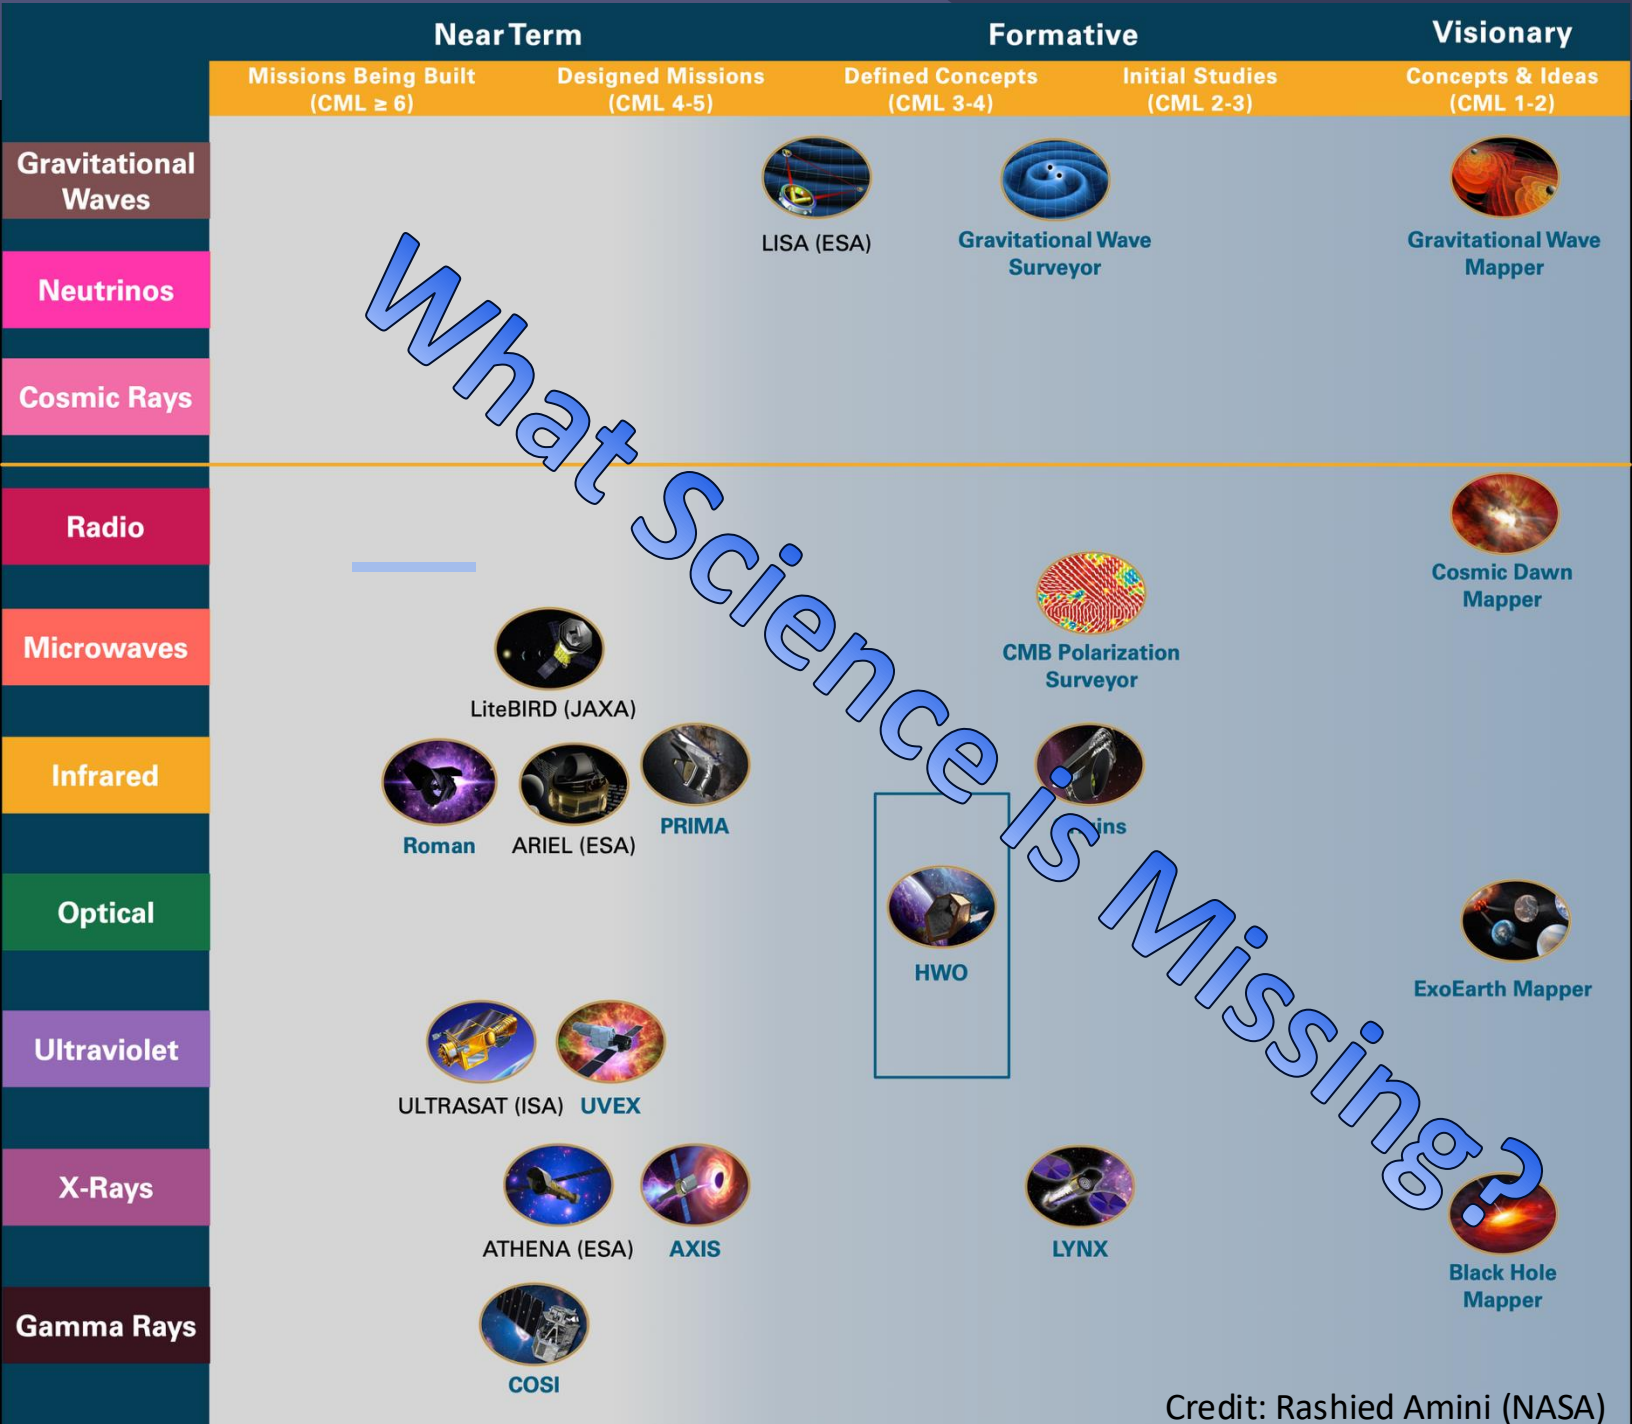 Near Term
Formative
Visionary
Missions Being Built
(CML ≥ 6)
Designed Missions
(CML 4-5)
Defined Concepts
(CML 3-4)
Initial Studies
(CML 2-3)
Concepts & Ideas
(CML 1-2)
Gravitational
Waves
LISA (ESA)
Gravitational Wave
Surveyor
Gravitational Wave
Mapper
Neutrinos
Cosmic Rays
What Science is Missing?
Radio
Cosmic Dawn
Mapper
Microwaves
LiteBIRD (JAXA)
CMB Polarization
Surveyor
Infrared
Roman
ARIEL (ESA)
PRIMA
Optical
HWO
ExoEarth Mapper
Ultraviolet
ULTRASAT (ISA)
UVEX
X-Rays
ATHENA (ESA)
AXIS
LYNX
Black Hole
Mapper
Gamma Rays
COSI
Credit: Rashied Amini (NASA)